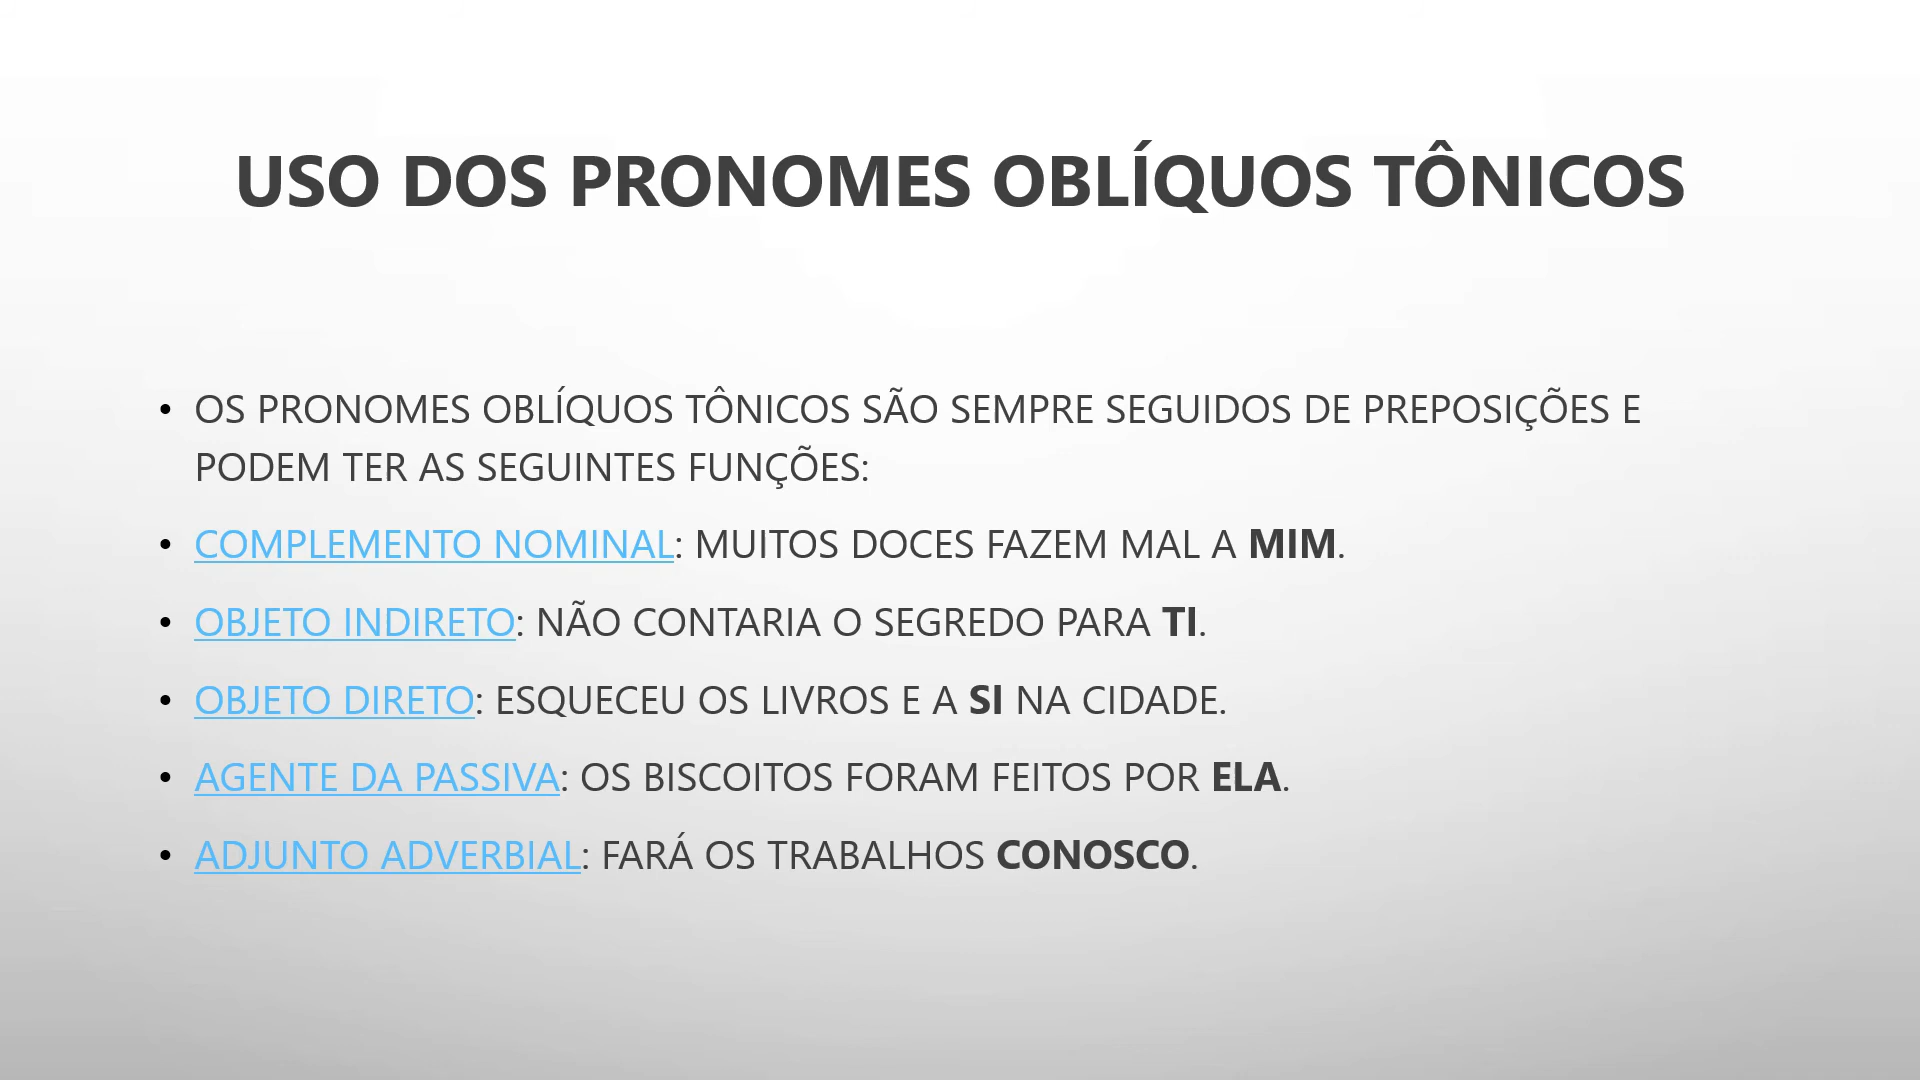 USO DOS PRONOMES OBLÍQUOS TÔNICOS
• OS PRONOMES OBLÍQUOS TÔNICOS SÃO SEMPRE SEGUIDOS DE PREPOSIÇÕES E
PODEM TER AS SEGUINTES FUNÇÕES:
• COMPLEMENTO NOMINAL: MUITOS DOCES FAZEM MAL A MIM.
• OBJETO INDIRETO: NÃO CONTARIA O SEGREDO PARA TI.
• OBJETO DIRETO: ESQUECEU OS LIVROS E A SI NA CIDADE.
• AGENTE DA PASSIVA: OS BISCOITOS FORAM FEITOS POR ELA.
• ADJUNTO ADVERBIAL: FARÁ OS TRABALHOS CONOSCO.